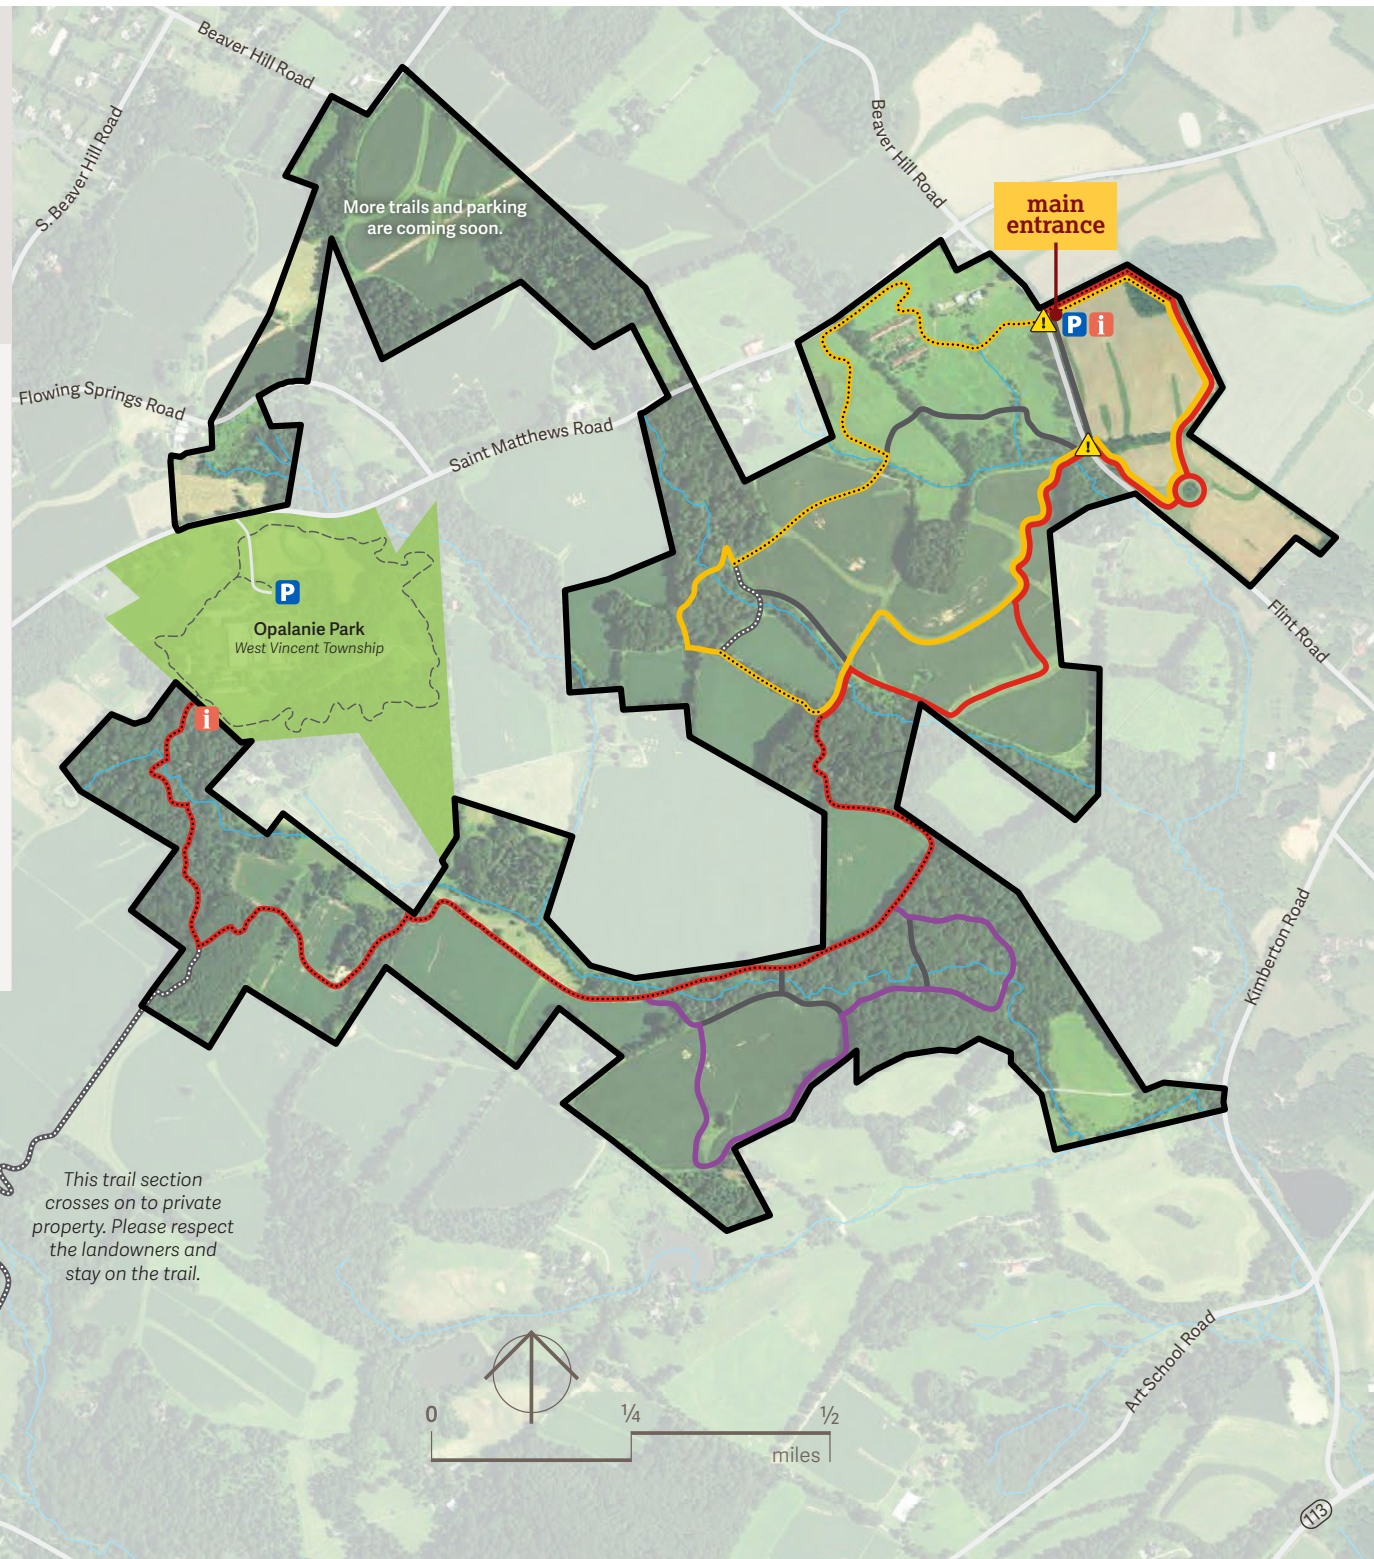 Beaver Hill Road
S. Beaver Hill Road
Beaver Hill Road
More trails and parking
are coming soon.
main
entrance
P i
Flowing Springs Road
Saint Matthews Road
P
Opalanie Park
West Vincent Township
Flint Road
i
Kimberton Road
This trail section
crosses on to private
property. Please respect
the landowners and
stay on the trail.
Art School Road
0 ¼ ½
miles
113